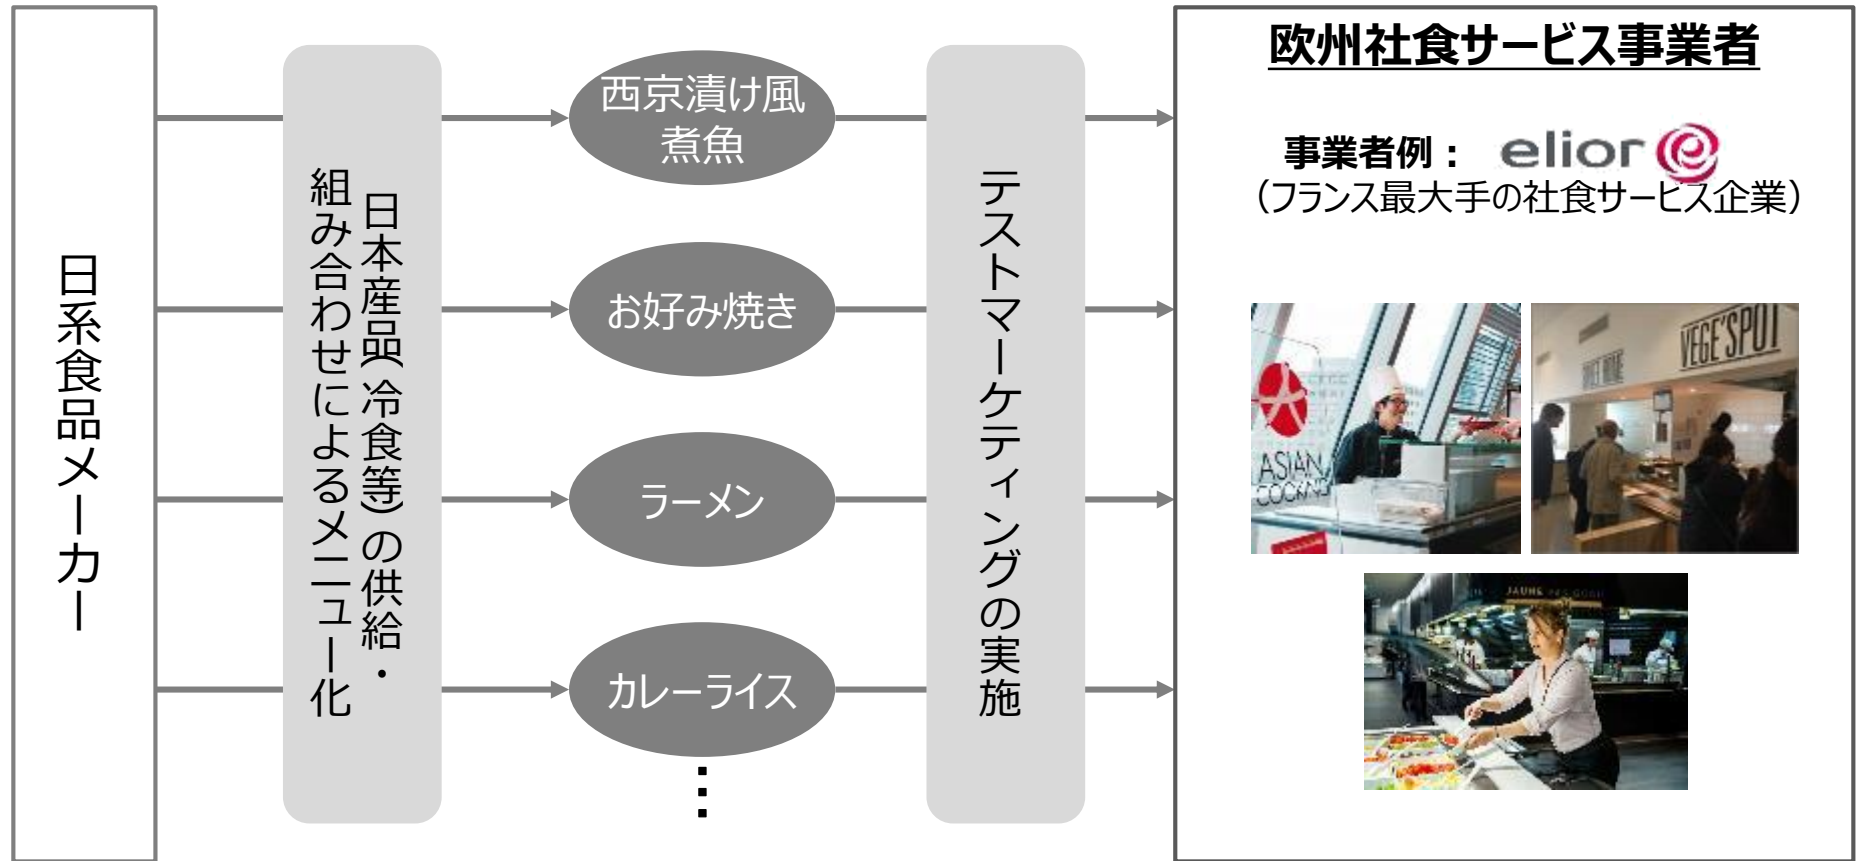 日系食品メーカー
日本産品(冷食等)の供給・
組み合わせによるメニュー化
西京漬け風
煮魚
お好み焼き
ラーメン
カレーライス
⋮
テストマーケティングの実施
欧州社食サービス事業者
事業者例： elior
（フランス最大手の社食サービス企業）
ASIAN
COOKING
VEGE'SPOT
JAUNE